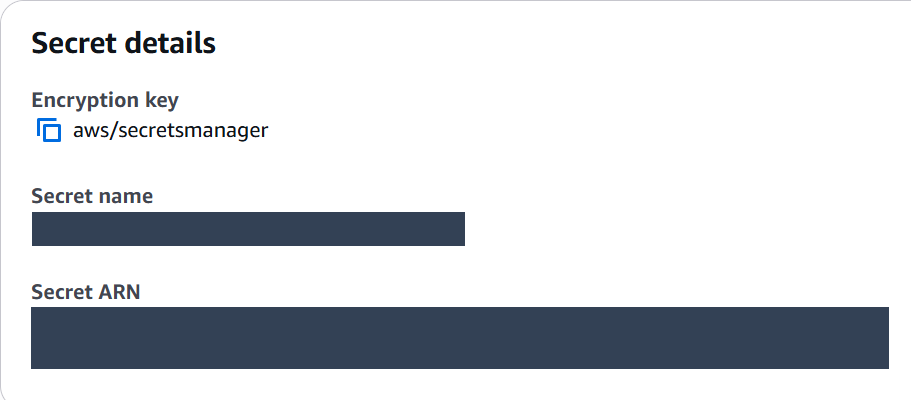 Secret details
Encryption key
aws/secretsmanager
Secret name
Secret ARN